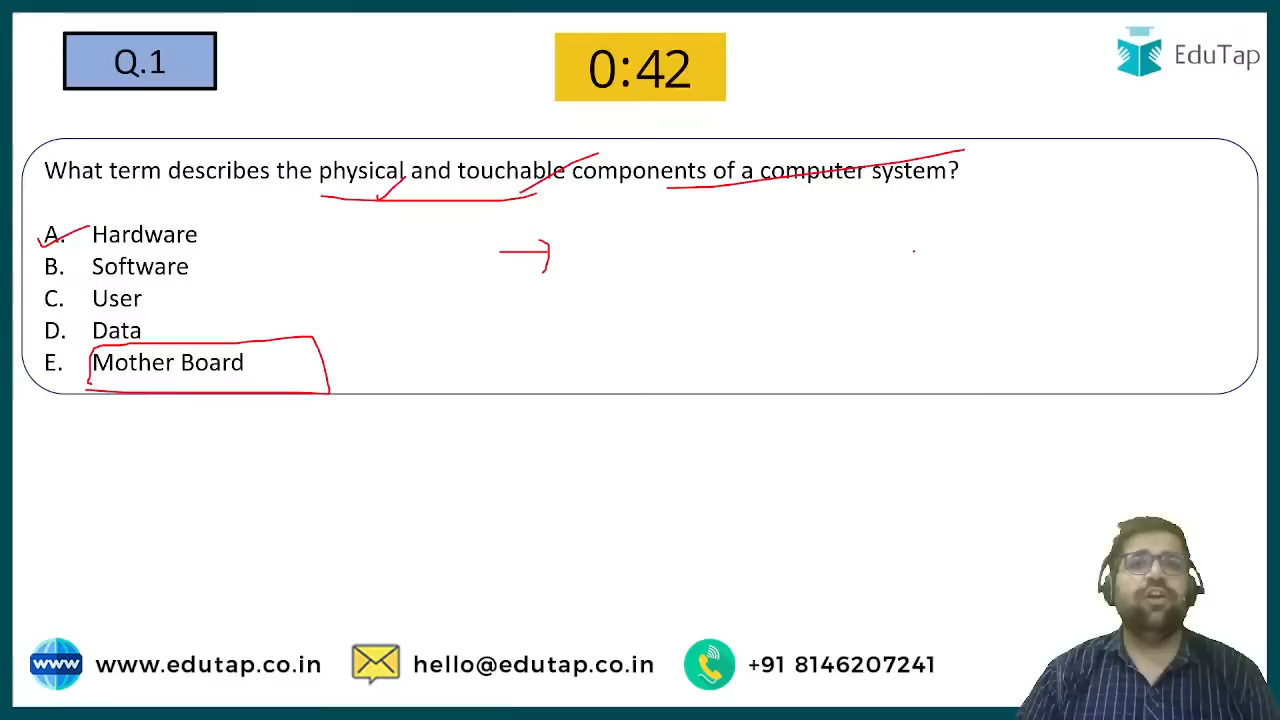 Q.1
0:42
EduTap
What term describes the physical and touchable components of a computer system?
A. Hardware
B. Software
C. User
D. Data
E. Mother Board
www
www.edutap.co.in
hello@edutap.co.in
+91 8146207241